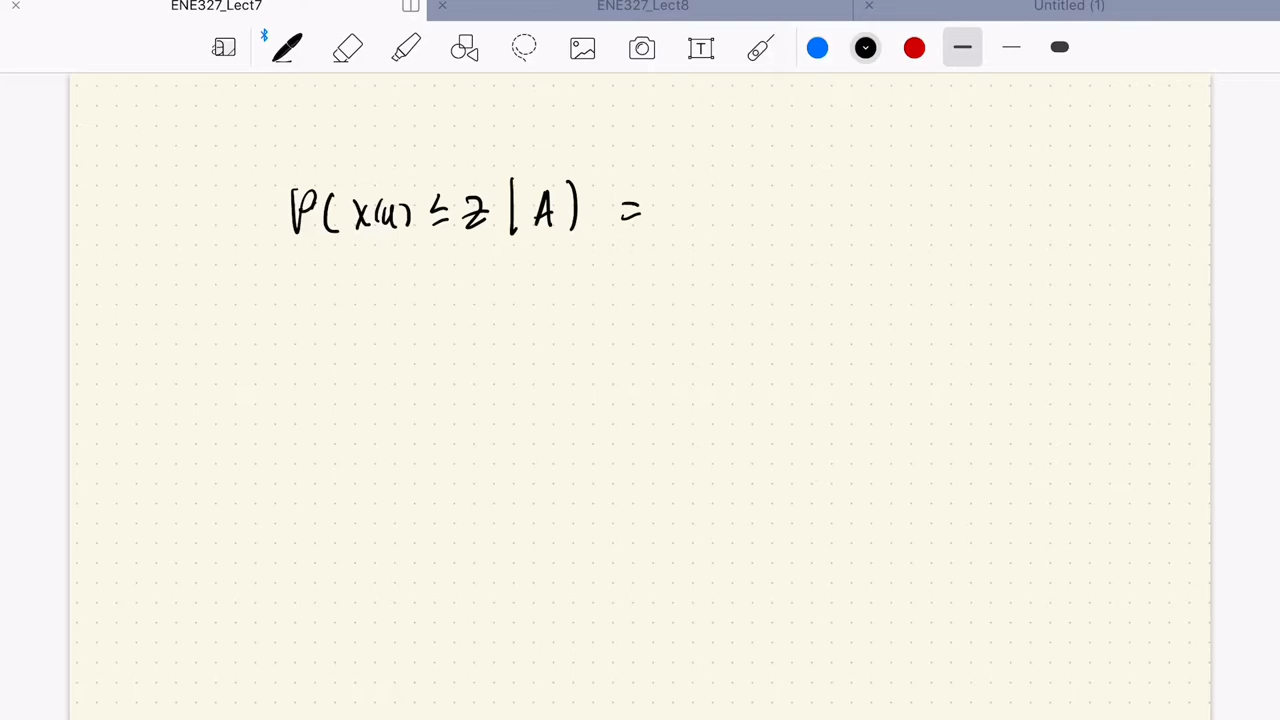 ENE327_Lect7 ENE327_Lect8 Untitled (1)
P(X(u) ≤ z | A) =